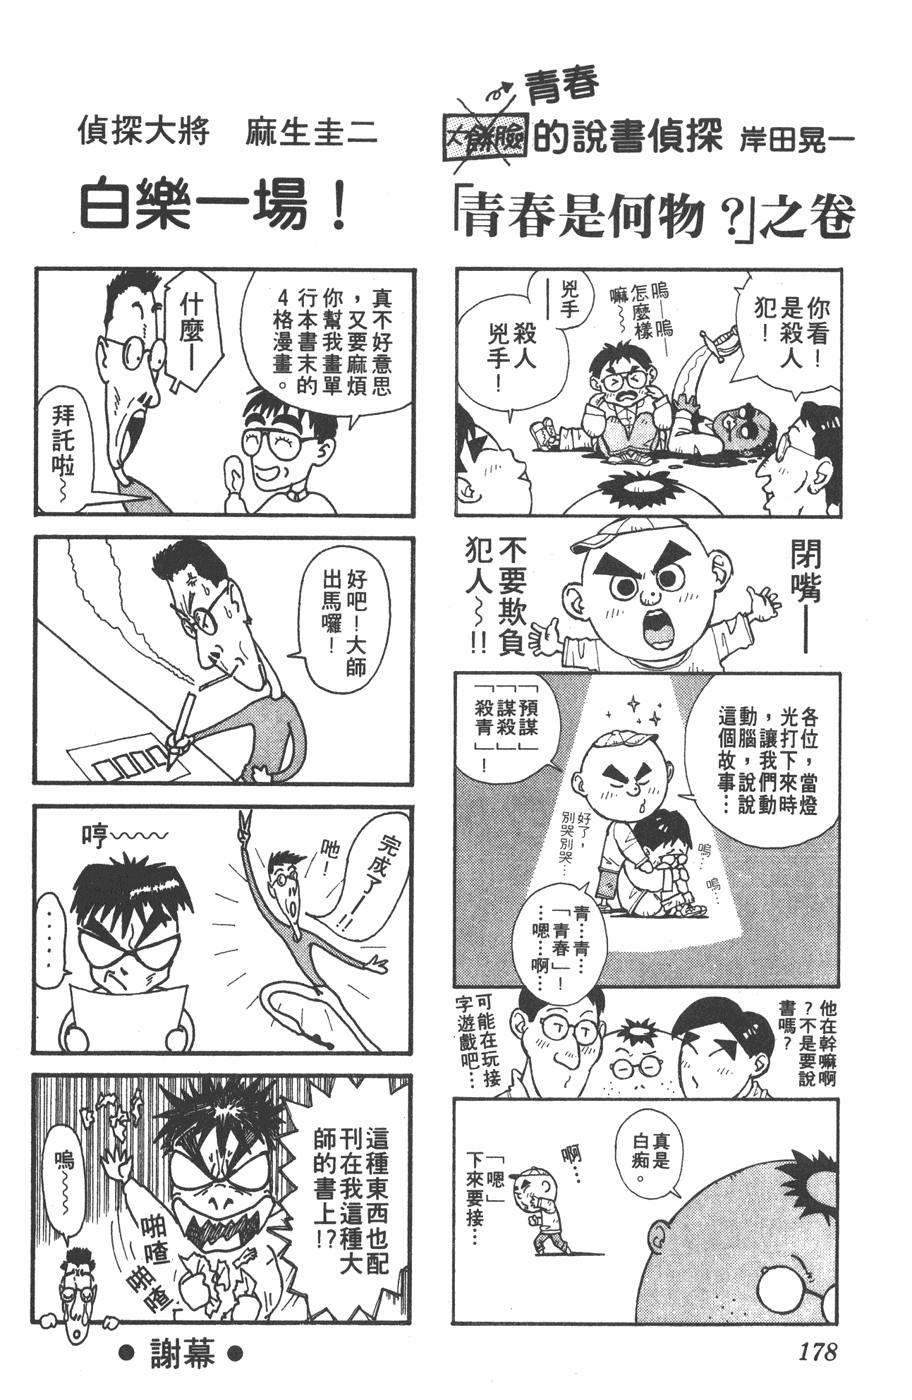 青春
大餅臉的說書偵探 岸田晃一
「青春是何物？」之卷
你看！
是殺人
犯！
嗚—嗚—
怎麼樣
嘛～～
兇手
——
殺人
兇手！
閉嘴——
不要欺負
犯人～!!
各位，當燈
光打下來時
，讓我們動
動腦，說說
這個故事…
「預謀」
「謀殺」
「殺青」！
好了，
別哭別哭…
嗚…
嗚…
青…青…
「青春」！
…嗯…啊…
他在幹嘛啊
？不是要說
書嗎？
可能在玩接
字遊戲吧…
真是
白痴。
啊…
「嗯」
下來要接…
偵探大將 麻生圭二
白樂一場！
真不好意思
，又要麻煩
你幫我畫單
行本書末的
4格漫畫。
什麼—
拜託啦～
好吧！大師
出馬囉！
完成了—!!
吔！
哼～～～
‥‥‥
這種東西也配
刊在我這種大
師的書上!?
啪喳
啪喳
嗚～～
●謝幕●
178